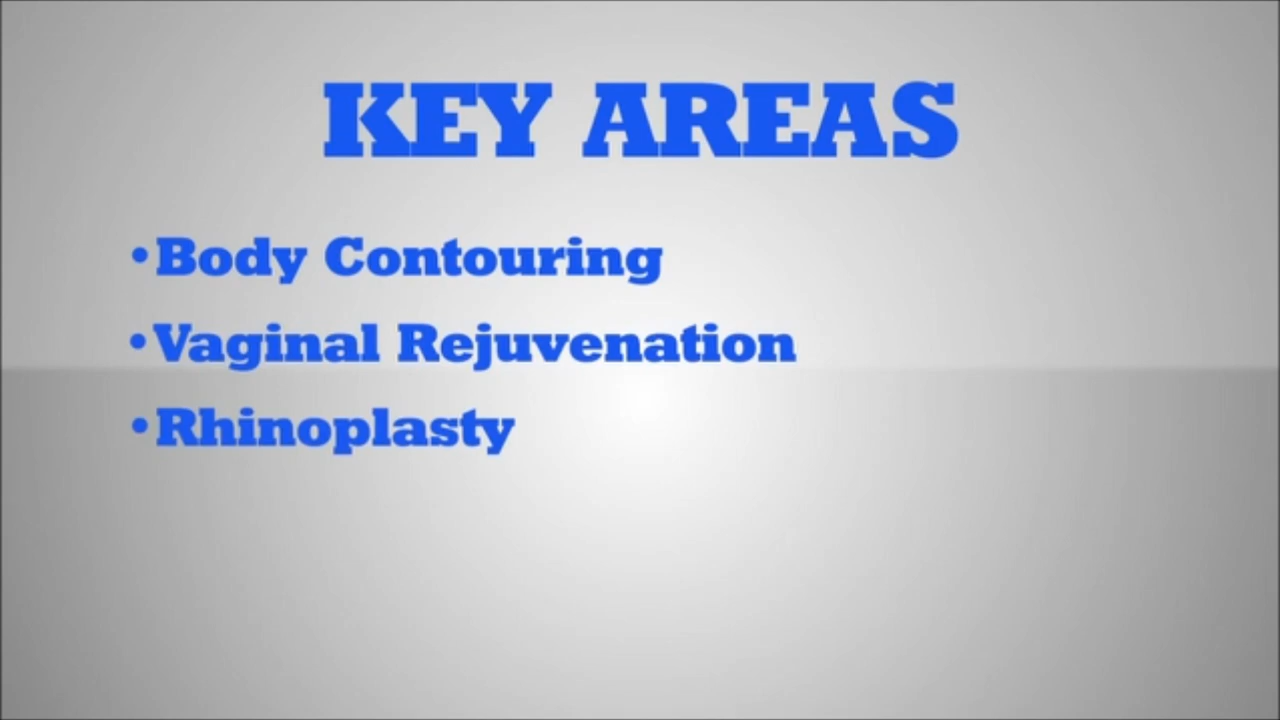 KEY AREAS
•Body Contouring
•Vaginal Rejuvenation
•Rhinoplasty